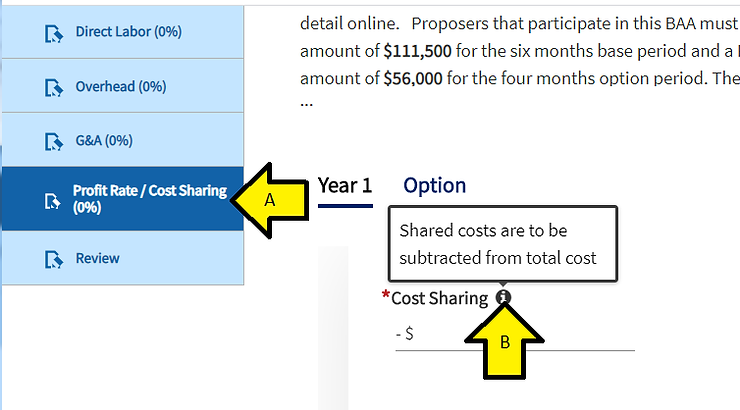 Direct Labor (0%)
Overhead (0%)
G&A (0%)
Profit Rate / Cost Sharing
(0%)
Review
A
detail online. Proposers that participate in this BAA must
amount of $111,500 for the six months base period and a
amount of $56,000 for the four months option period. The
...
Year 1 Option
Shared costs are to be
subtracted from total cost
*Cost Sharing
- $
B